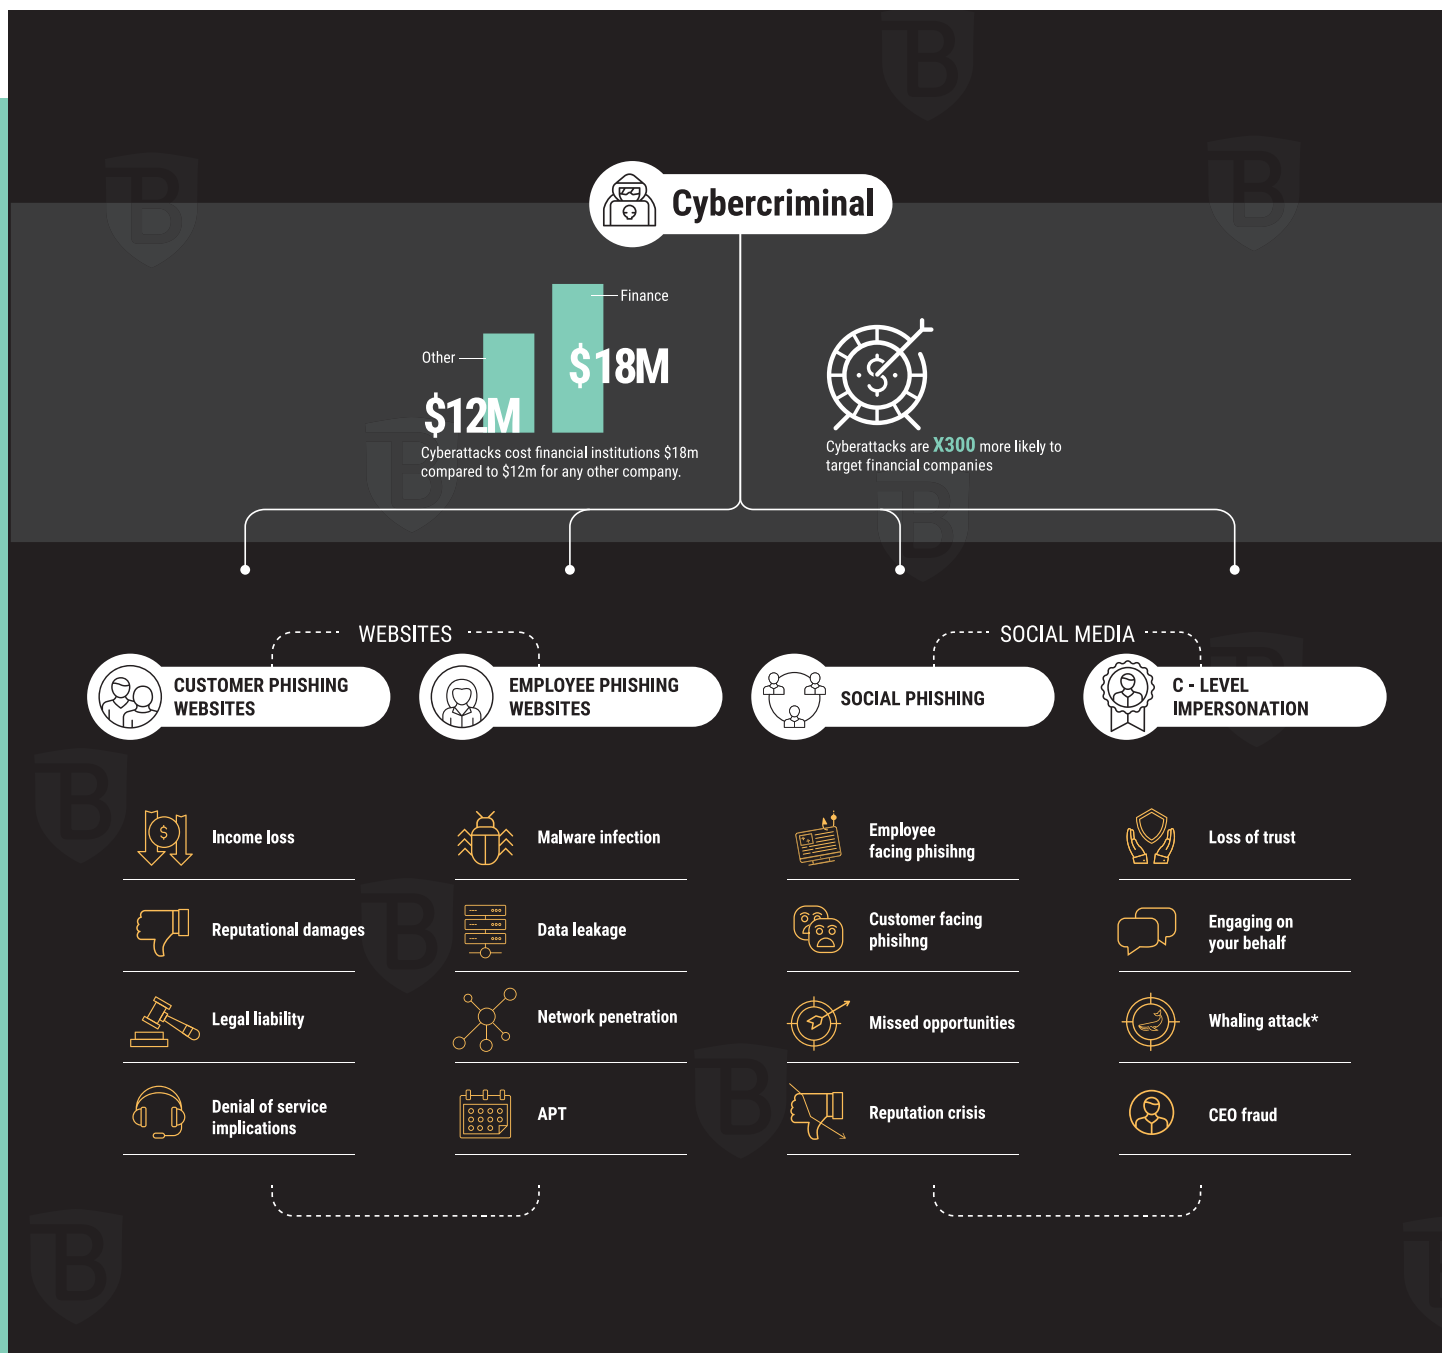 Cybercriminal
Finance
Other
$18M
$12M
Cyberattacks cost financial institutions $18m
compared to $12m for any other company.
Cyberattacks are X300 more likely to
target financial companies
WEBSITES
SOCIAL MEDIA
CUSTOMER PHISHING
WEBSITES
EMPLOYEE PHISHING
WEBSITES
SOCIAL PHISHING
C - LEVEL
IMPERSONATION
Income loss
Reputational damages
Legal liability
Denial of service
implications
Malware infection
Data leakage
Network penetration
APT
Employee
facing phisihng
Customer facing
phisihng
Missed opportunities
Reputation crisis
Loss of trust
Engaging on
your behalf
Whaling attack*
CEO fraud